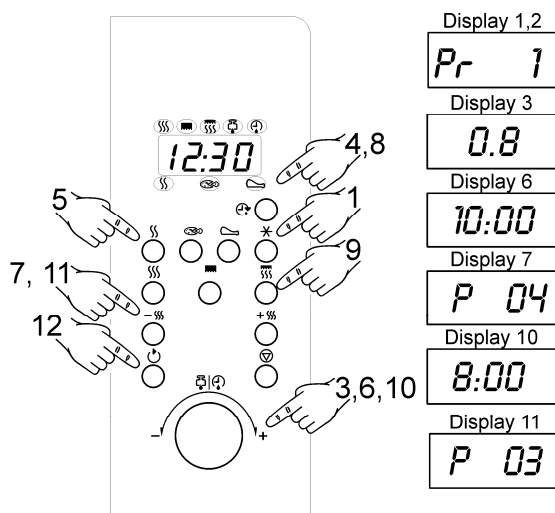 12:30
4,8
5
1
9
7, 11
12
3,6,10
- +
- +
Display 1,2
Pr 1
Display 3
0.8
Display 6
10:00
Display 7
P 04
Display 10
8:00
Display 11
P 03